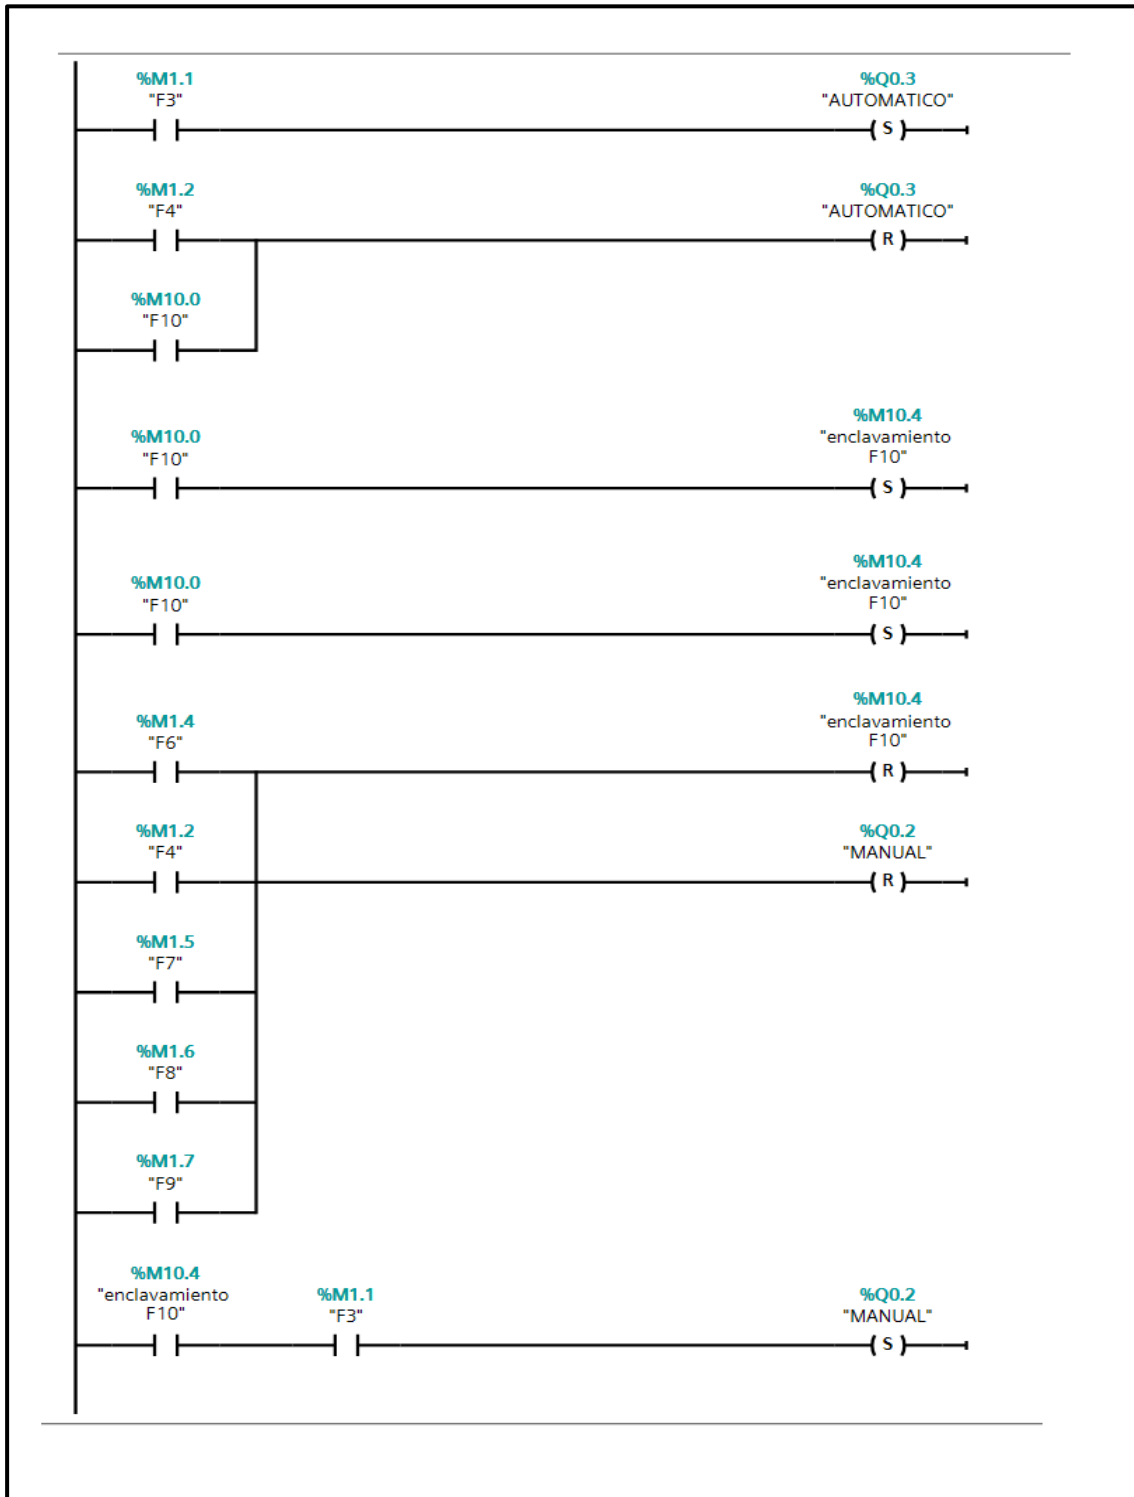 %M1.1
"F3"
%Q0.3
"AUTOMATICO"
S
%M1.2
"F4"
%Q0.3
"AUTOMATICO"
R
%M10.0
"F10"
%M10.0
"F10"
%M10.4
"enclavamiento
F10"
S
%M10.0
"F10"
%M10.4
"enclavamiento
F10"
S
%M1.4
"F6"
%M10.4
"enclavamiento
F10"
R
%M1.2
"F4"
%Q0.2
"MANUAL"
R
%M1.5
"F7"
%M1.6
"F8"
%M1.7
"F9"
%M10.4
"enclavamiento
F10"
%M1.1
"F3"
%Q0.2
"MANUAL"
S